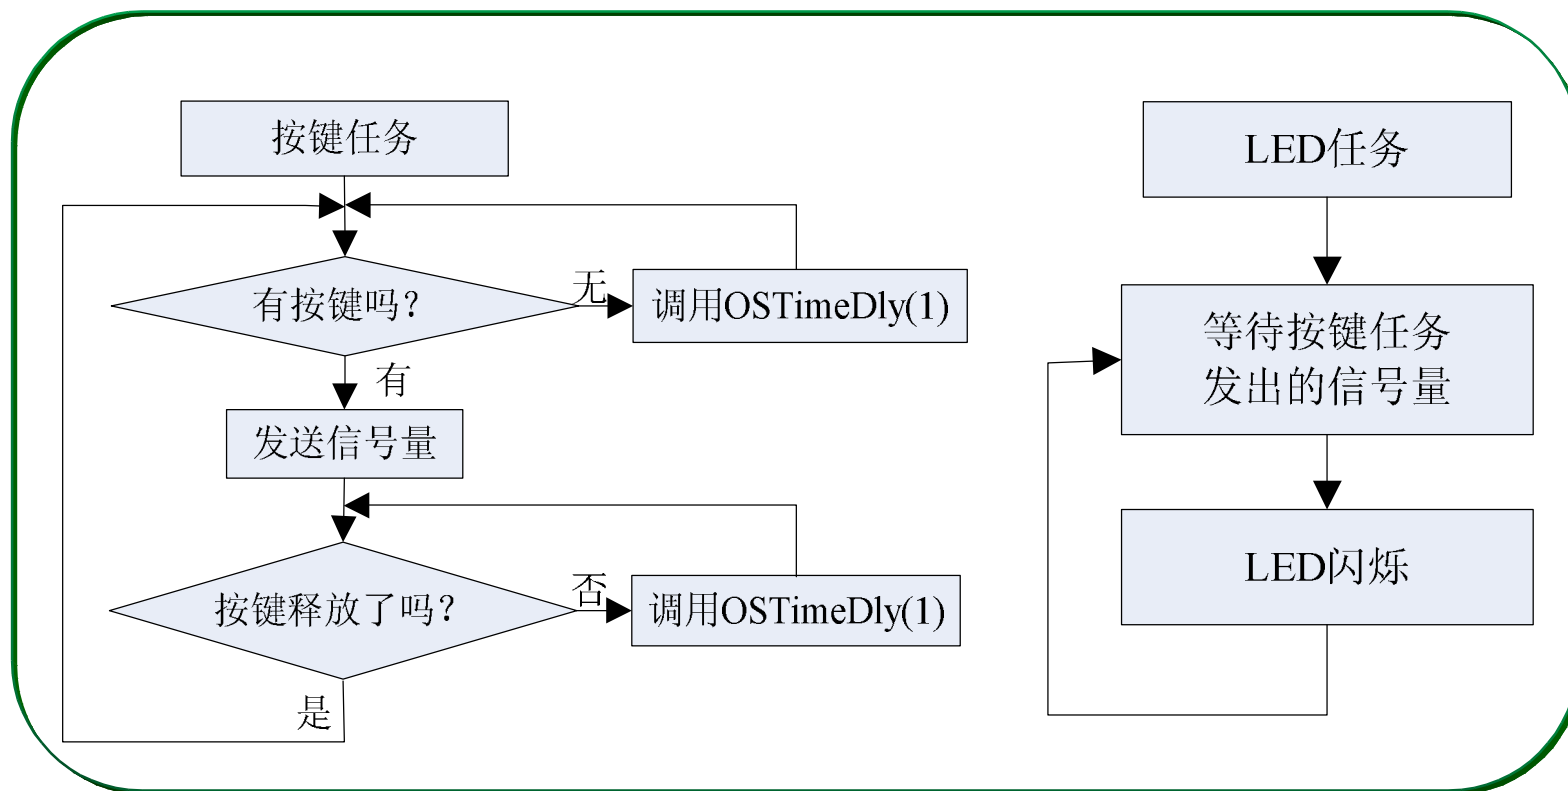 按键任务
有按键吗?
无
调用OSTimeDly(1)
有
发送信号量
按键释放了吗?
否
调用OSTimeDly(1)
是
LED任务
等待按键任务
发出的信号量
LED闪烁